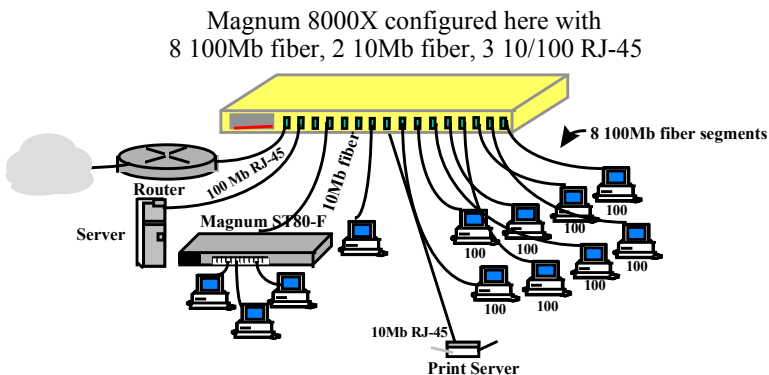 Magnum 8000X configured here with
8 100Mb fiber, 2 10Mb fiber, 3 10/100 RJ-45
8 100Mb fiber segments
Router
100 Mb RJ-45
10Mb fiber
Server
Magnum ST80-F
100
100
100
100
100
100
100
100
10Mb RJ-45
Print Server